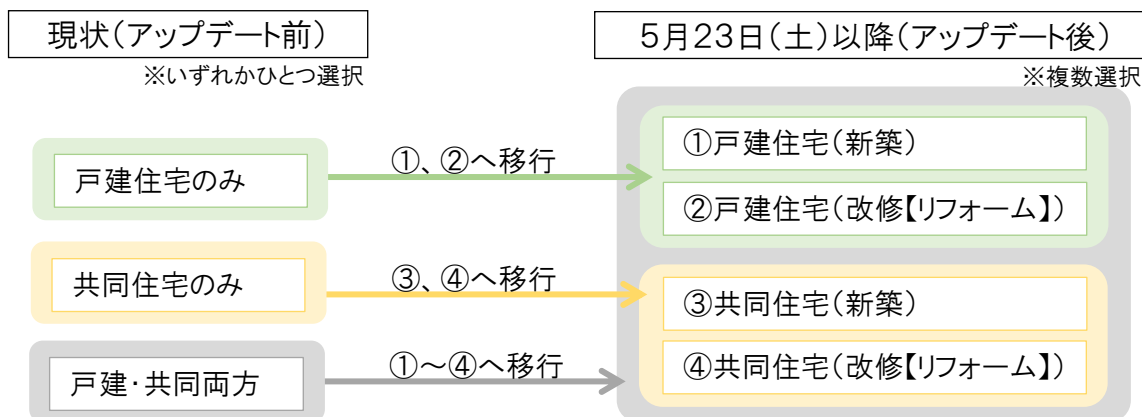 現状(アップデート前)
※いずれかひとつ選択
戸建住宅のみ
共同住宅のみ
戸建・共同両方
①、②へ移行
③、④へ移行
①～④へ移行
5月23日(土)以降(アップデート後)
※複数選択
①戸建住宅(新築)
②戸建住宅(改修【リフォーム】)
③共同住宅(新築)
④共同住宅(改修【リフォーム】)